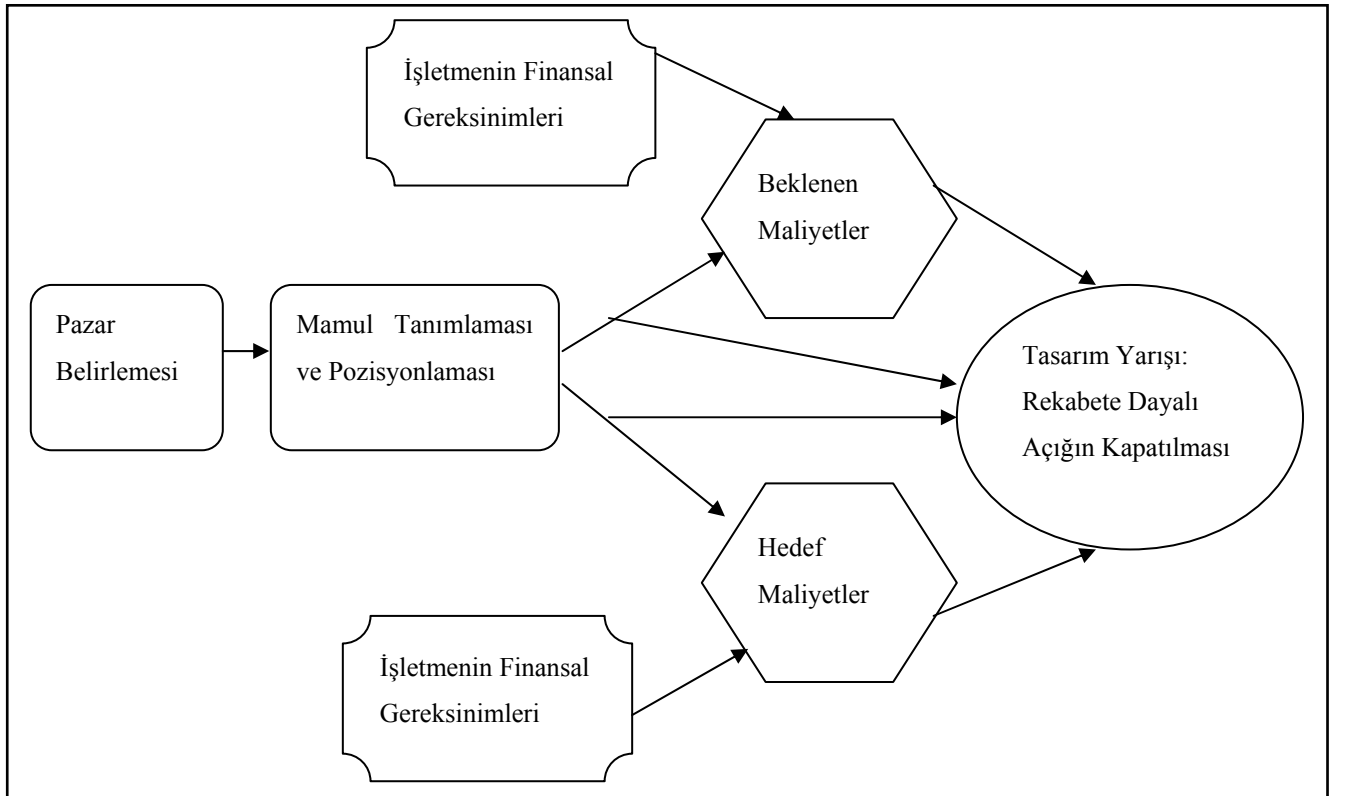 İşletmenin Finansal
Gereksinimleri
Beklenen
Maliyetler
Pazar
Belirlemesi
Mamul Tanımlaması
ve Pozisyonlaması
Tasarım Yarışı:
Rekabete Dayalı
Açığın Kapatılması
Hedef
Maliyetler
İşletmenin Finansal
Gereksinimleri